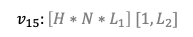 v₁₅: [H * N * L₁] [1, L₂]